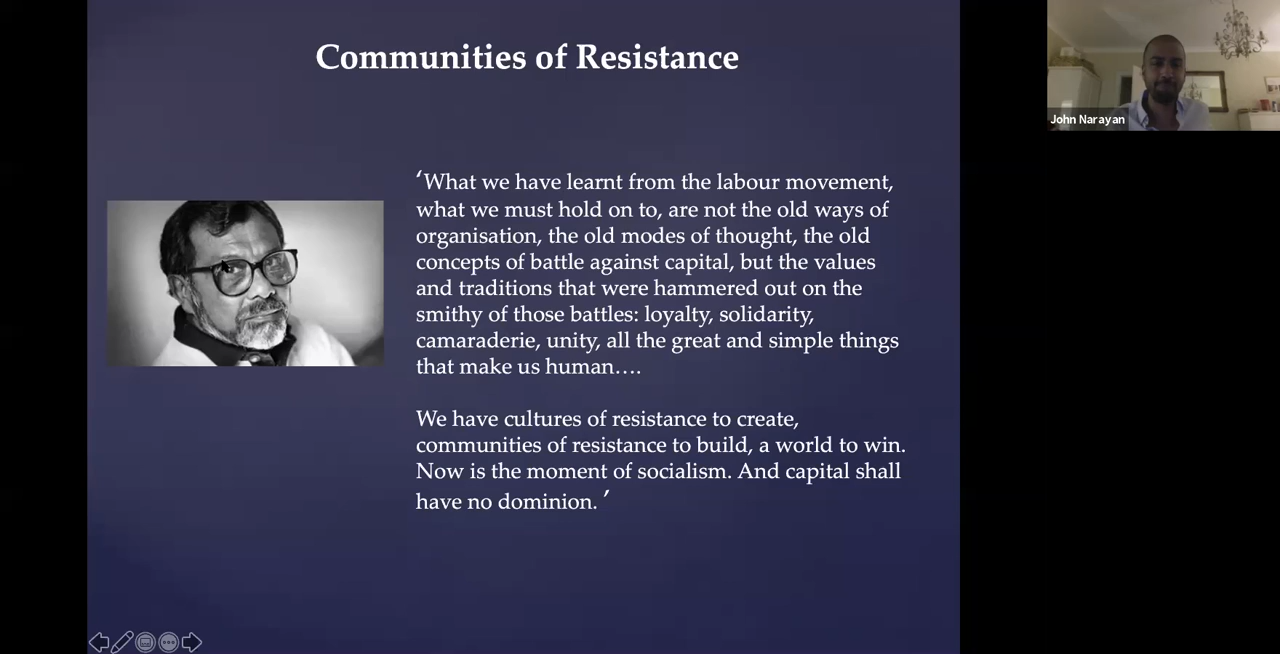 Communities of Resistance
John Narayan
‘What we have learnt from the labour movement,
what we must hold on to, are not the old ways of
organisation, the old modes of thought, the old
concepts of battle against capital, but the values
and traditions that were hammered out on the
smithy of those battles: loyalty, solidarity,
camaraderie, unity, all the great and simple things
that make us human….
We have cultures of resistance to create,
communities of resistance to build, a world to win.
Now is the moment of socialism. And capital shall
have no dominion. ’